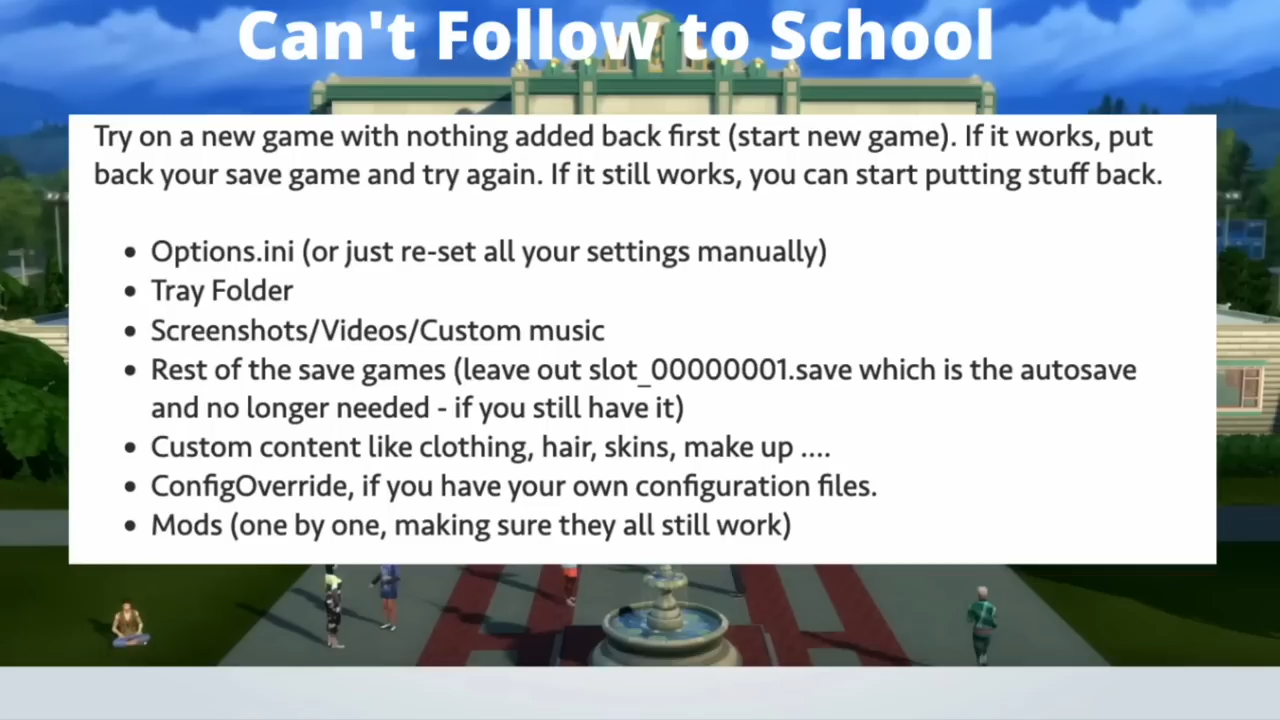 Can't Follow to School
Try on a new game with nothing added back first (start new game). If it works, put
back your save game and try again. If it still works, you can start putting stuff back.
• Options.ini (or just re-set all your settings manually)
• Tray Folder
• Screenshots/Videos/Custom music
• Rest of the save games (leave out slot_00000001.save which is the autosave
and no longer needed - if you still have it)
• Custom content like clothing, hair, skins, make up ....
• ConfigOverride, if you have your own configuration files.
• Mods (one by one, making sure they all still work)